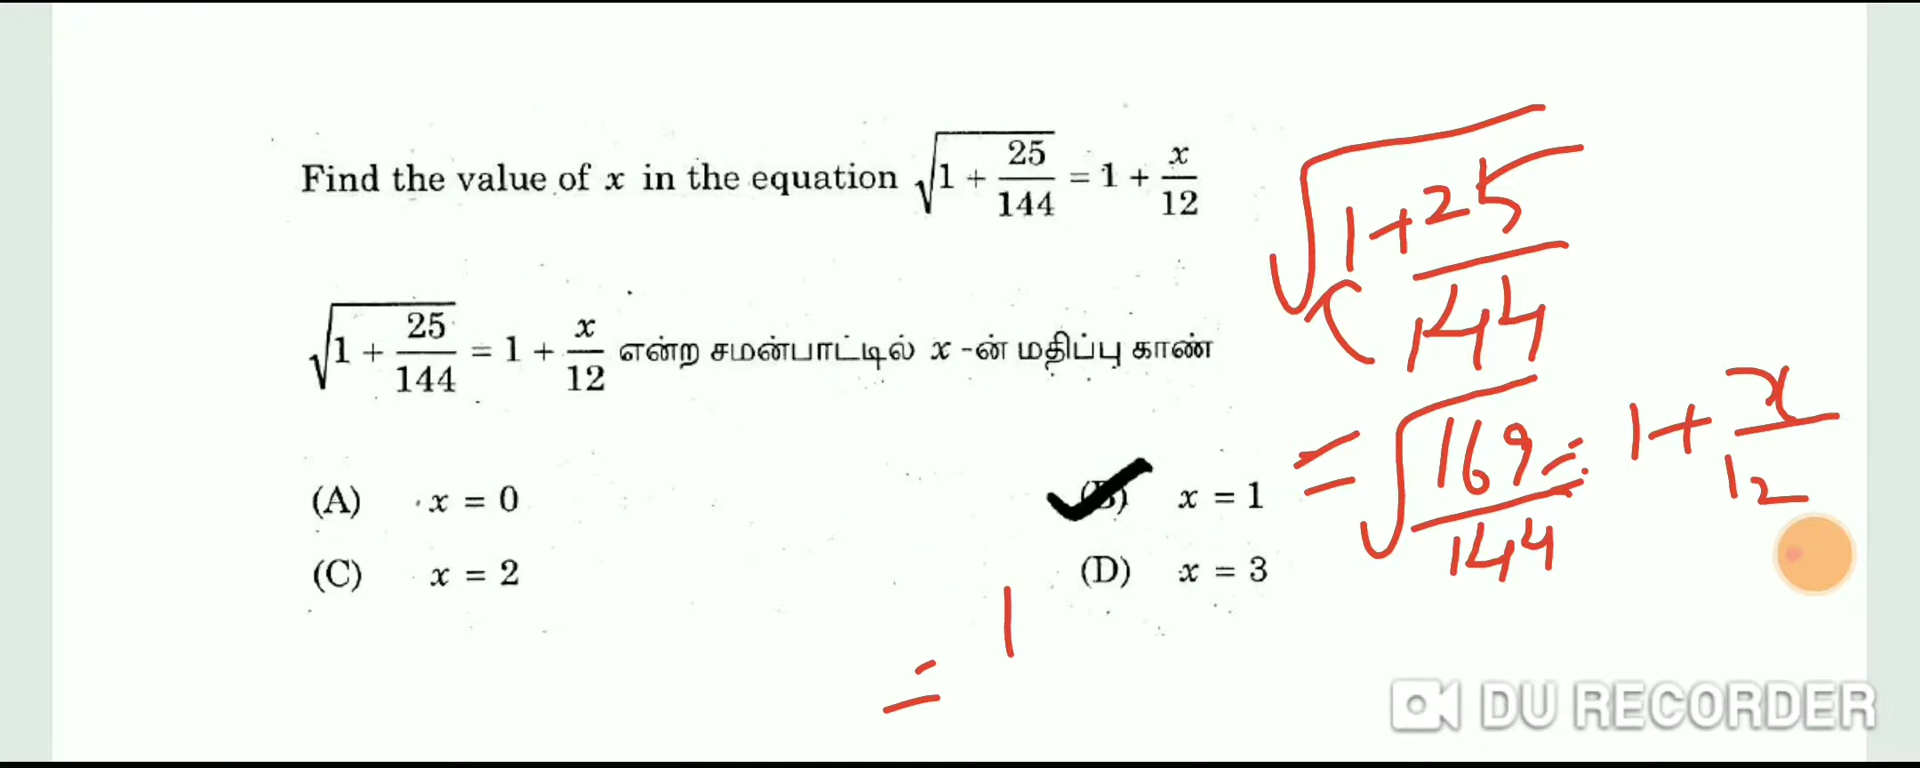 Find the value of x in the equation √(1 + 25/144) = 1 + x/12
√(1 + 25/144) = 1 + x/12 என்ற சமன்பாட்டில் x -ன் மதிப்பு காண்
(A) x = 0
(B) x = 1
(C) x = 2
(D) x = 3
√1+25/144
= √169/144 = 1+x/12
= 1
DU RECORDER